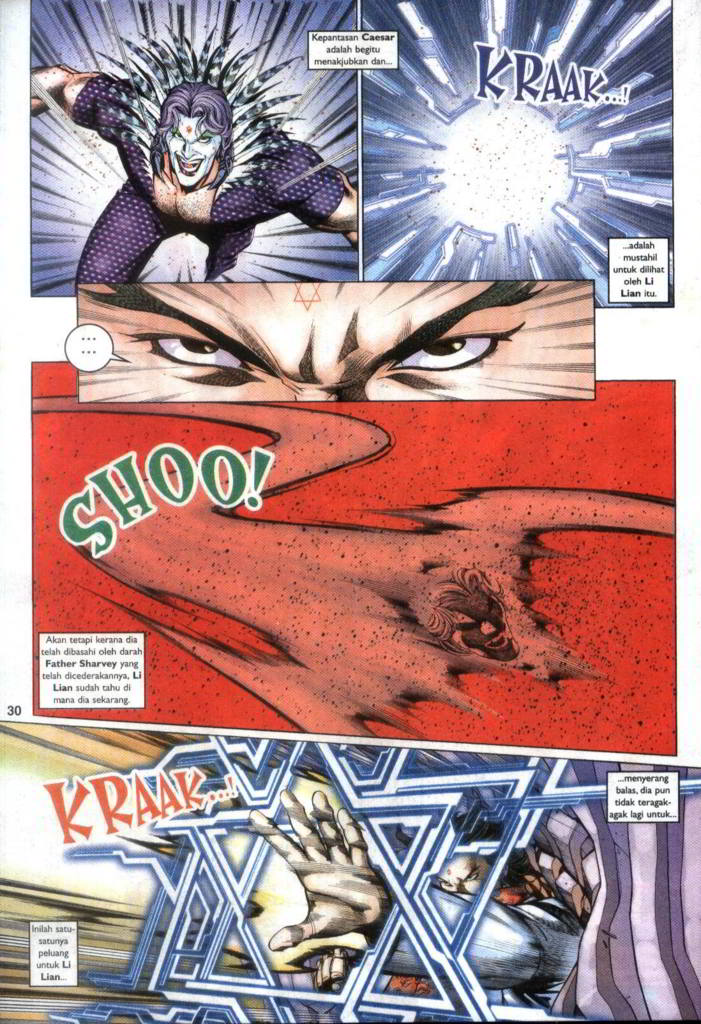 Kepantasan Caesar
adalah begitu
menakjubkan dan...
KRAAK...!
...adalah
mustahil
untuk dilihat
oleh Li
Lian itu.
...
...
SHOO!
Akan tetapi kerana dia
telah dibasahi oleh darah
Father Sharvey yang
telah dicederakannya, Li
Lian sudah tahu di
mana dia sekarang.
30
KRAAK...!
...menyerang
balas, dia pun
tidak teragak-
agak lagi untuk...
Inilah satu-
satunya
peluang
untuk Li
Lian...